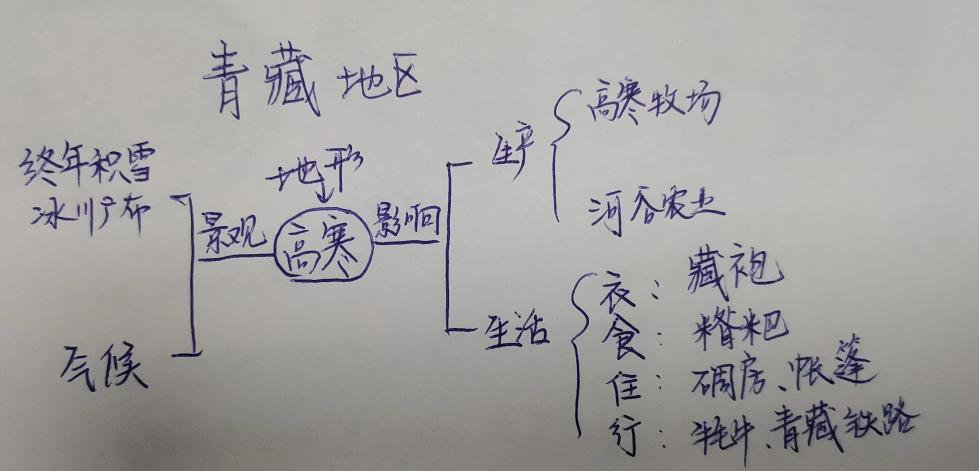 青藏地区
终年积雪
冰川广布
景观
气候
地形
高寒
影响
生产
高寒牧场
河谷农业
生活
衣：藏袍
食：糌粑
住：碉房、帐篷
行：牦牛、青藏铁路